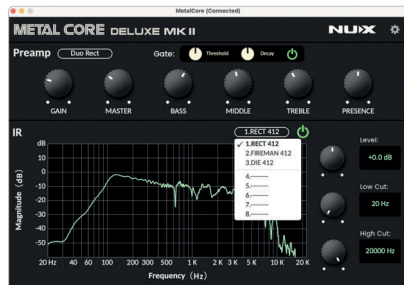 MetalCore (Connected)
METAL CORE DELUXE MK II
NUX
Preamp
Duo Rect
Gate:
Threshold
Decay
GAIN
MASTER
BASS
MIDDLE
TREBLE
PRESENCE
IR
1.RECT 412
✓ 1.RECT 412
2.FIREMAN 412
3.DIE 412
4.--------
5.--------
6.--------
7.--------
8.--------
Level:
+0.0 dB
Low Cut:
20 Hz
High Cut:
20000 Hz
Magnitude (dB)
dB
10
0
-10
-20
-30
-40
-50
20 Hz 40 60 100 200 300 500 1 K 2 K 3 K 5 K 10 K 20 K
Frequency (Hz)